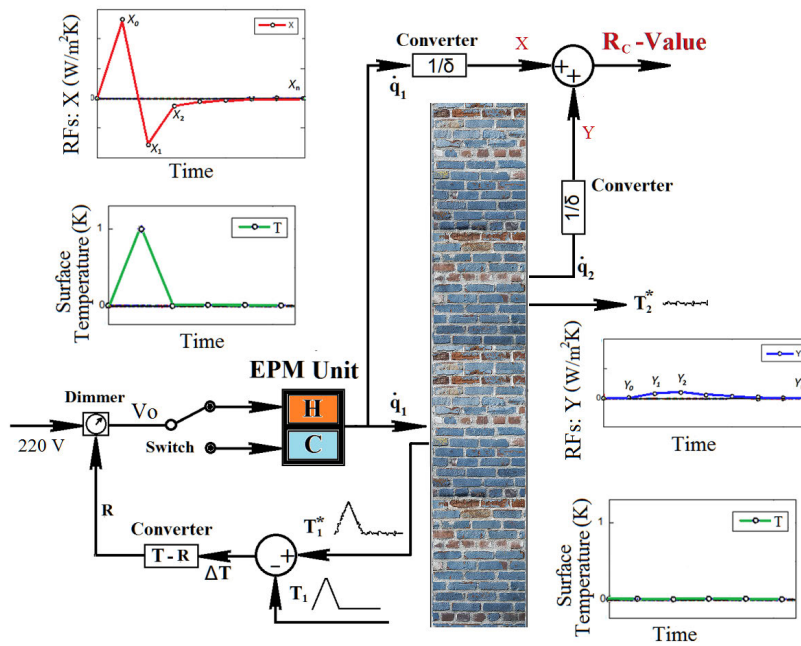 RFs: X (W/m²K)
X₀
X
Xₙ
0
X₂
X₁
Time
Converter
1/δ
X
q̇₁
+
+
R_C -Value
Y
Converter
1/δ
q̇₂
Surface
Temperature (K)
1
T
0
Time
T₂*
EPM Unit
RFs: Y (W/m²K)
Y₀
Y₁
Y₂
Y
Y
0
Time
Dimmer
Vo
H
q̇₁
220 V
Switch
C
R
Converter
T - R
ΔT
T₁*
+
-
T₁
Surface
Temperature (K)
1
T
0
Time